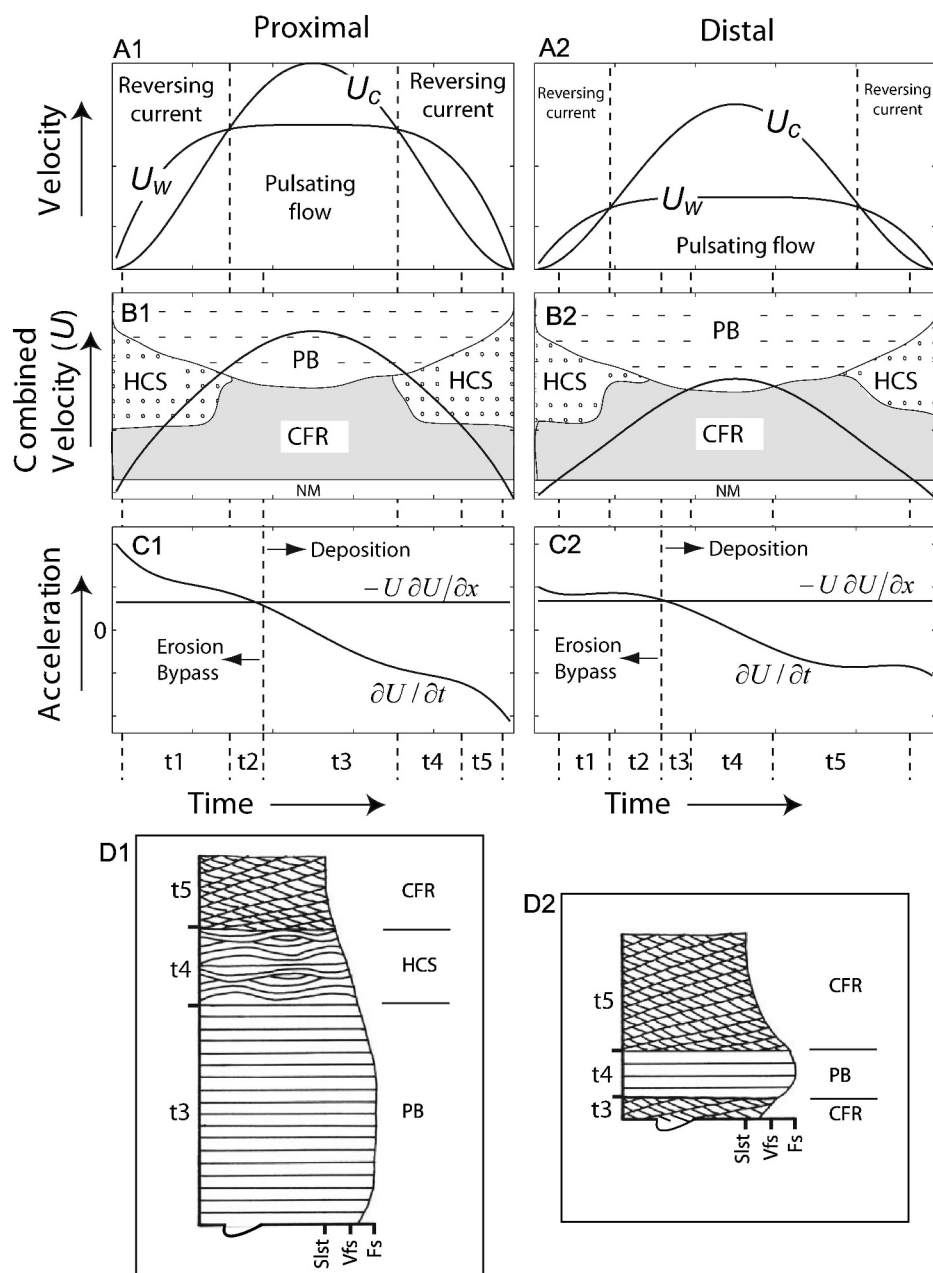 Proximal
Distal
A1
Velocity
Reversing
current
Reversing
current
U_C
U_W
Pulsating
flow
A2
Reversing
current
Reversing
current
U_C
U_W
Pulsating flow
B1
Combined
Velocity (U)
PB
HCS
HCS
CFR
NM
B2
PB
HCS
HCS
CFR
NM
C1
Acceleration
0
Deposition
−U ∂U/∂x
Erosion
Bypass
∂U/∂t
C2
Deposition
−U ∂U/∂x
Erosion
Bypass
∂U/∂t
t1 t2 t3 t4 t5
t1 t2 t3 t4 t5
Time
Time
D1
t5
CFR
t4
HCS
t3
PB
Slst
Vfs
Fs
D2
t5
CFR
t4
PB
t3
CFR
Slst
Vfs
Fs